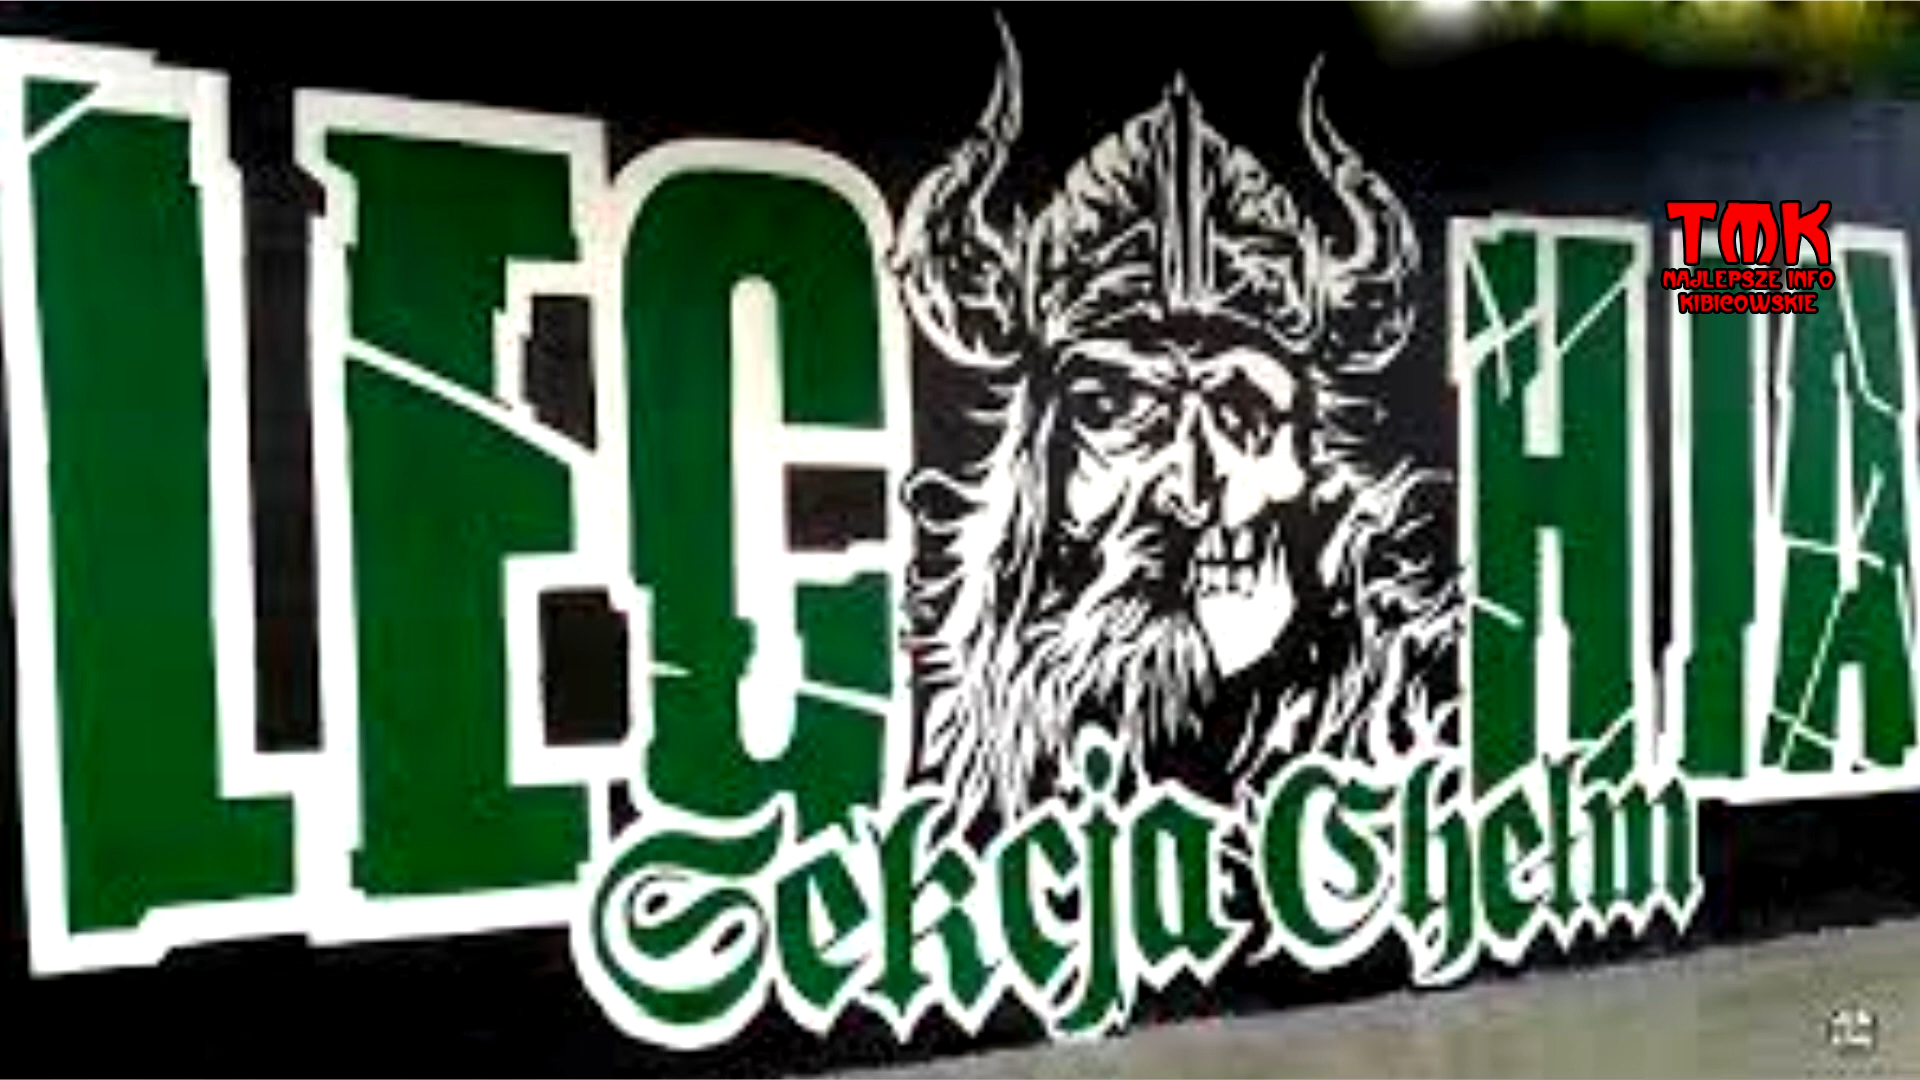 LECHIA
Sekcja Chełm
TMK
NAJLEPSZE INFO
KIBICOWSKIE